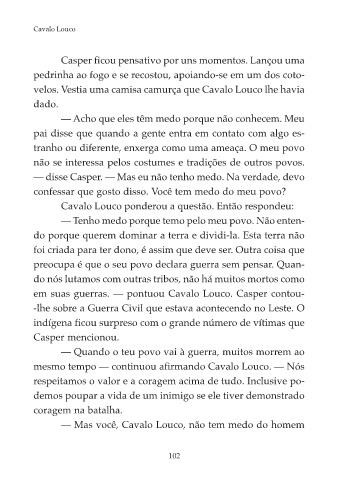 Cavalo Louco
Casper ficou pensativo por uns momentos. Lançou uma
pedrinha ao fogo e se recostou, apoiando-se em um dos coto-
velos. Vestia uma camisa camurça que Cavalo Louco lhe havia
dado.
— Acho que eles têm medo porque não conhecem. Meu
pai disse que quando a gente entra em contato com algo es-
tranho ou diferente, enxerga como uma ameaça. O meu povo
não se interessa pelos costumes e tradições de outros povos.
— disse Casper. — Mas eu não tenho medo. Na verdade, devo
confessar que gosto disso. Você tem medo do meu povo?
Cavalo Louco ponderou a questão. Então respondeu:
— Tenho medo porque temo pelo meu povo. Não enten-
do porque querem dominar a terra e dividi-la. Esta terra não
foi criada para ter dono, é assim que deve ser. Outra coisa que
preocupa é que o seu povo declara guerra sem pensar. Quan-
do nós lutamos com outras tribos, não há muitos mortos como
em suas guerras. — pontuou Cavalo Louco. Casper contou-
-lhe sobre a Guerra Civil que estava acontecendo no Leste. O
indígena ficou surpreso com o grande número de vítimas que
Casper mencionou.
— Quando o teu povo vai à guerra, muitos morrem ao
mesmo tempo — continuou afirmando Cavalo Louco. — Nós
respeitamos o valor e a coragem acima de tudo. Inclusive po-
demos poupar a vida de um inimigo se ele tiver demonstrado
coragem na batalha.
— Mas você, Cavalo Louco, não tem medo do homem
102